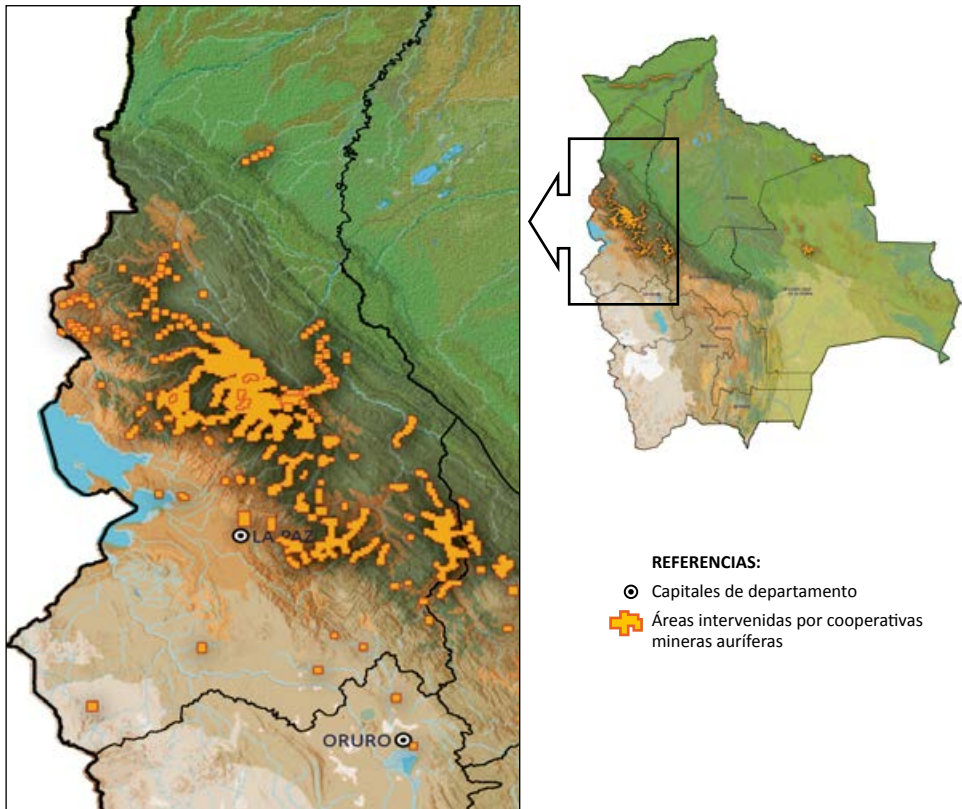 LA PAZ
ORURO
REFERENCIAS:
Capitales de departamento
Áreas intervenidas por cooperativas
mineras auríferas